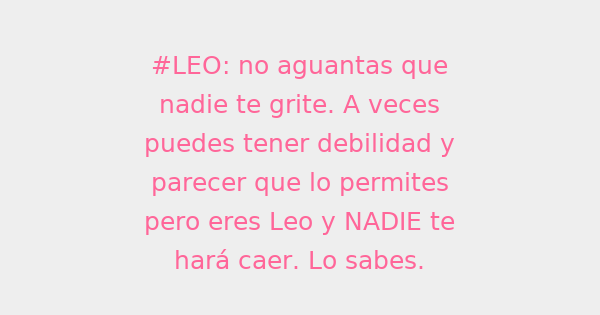 #LEO: no aguantas que
nadie te grite. A veces
puedes tener debilidad y
parecer que lo permites
pero eres Leo y NADIE te
hará caer. Lo sabes.